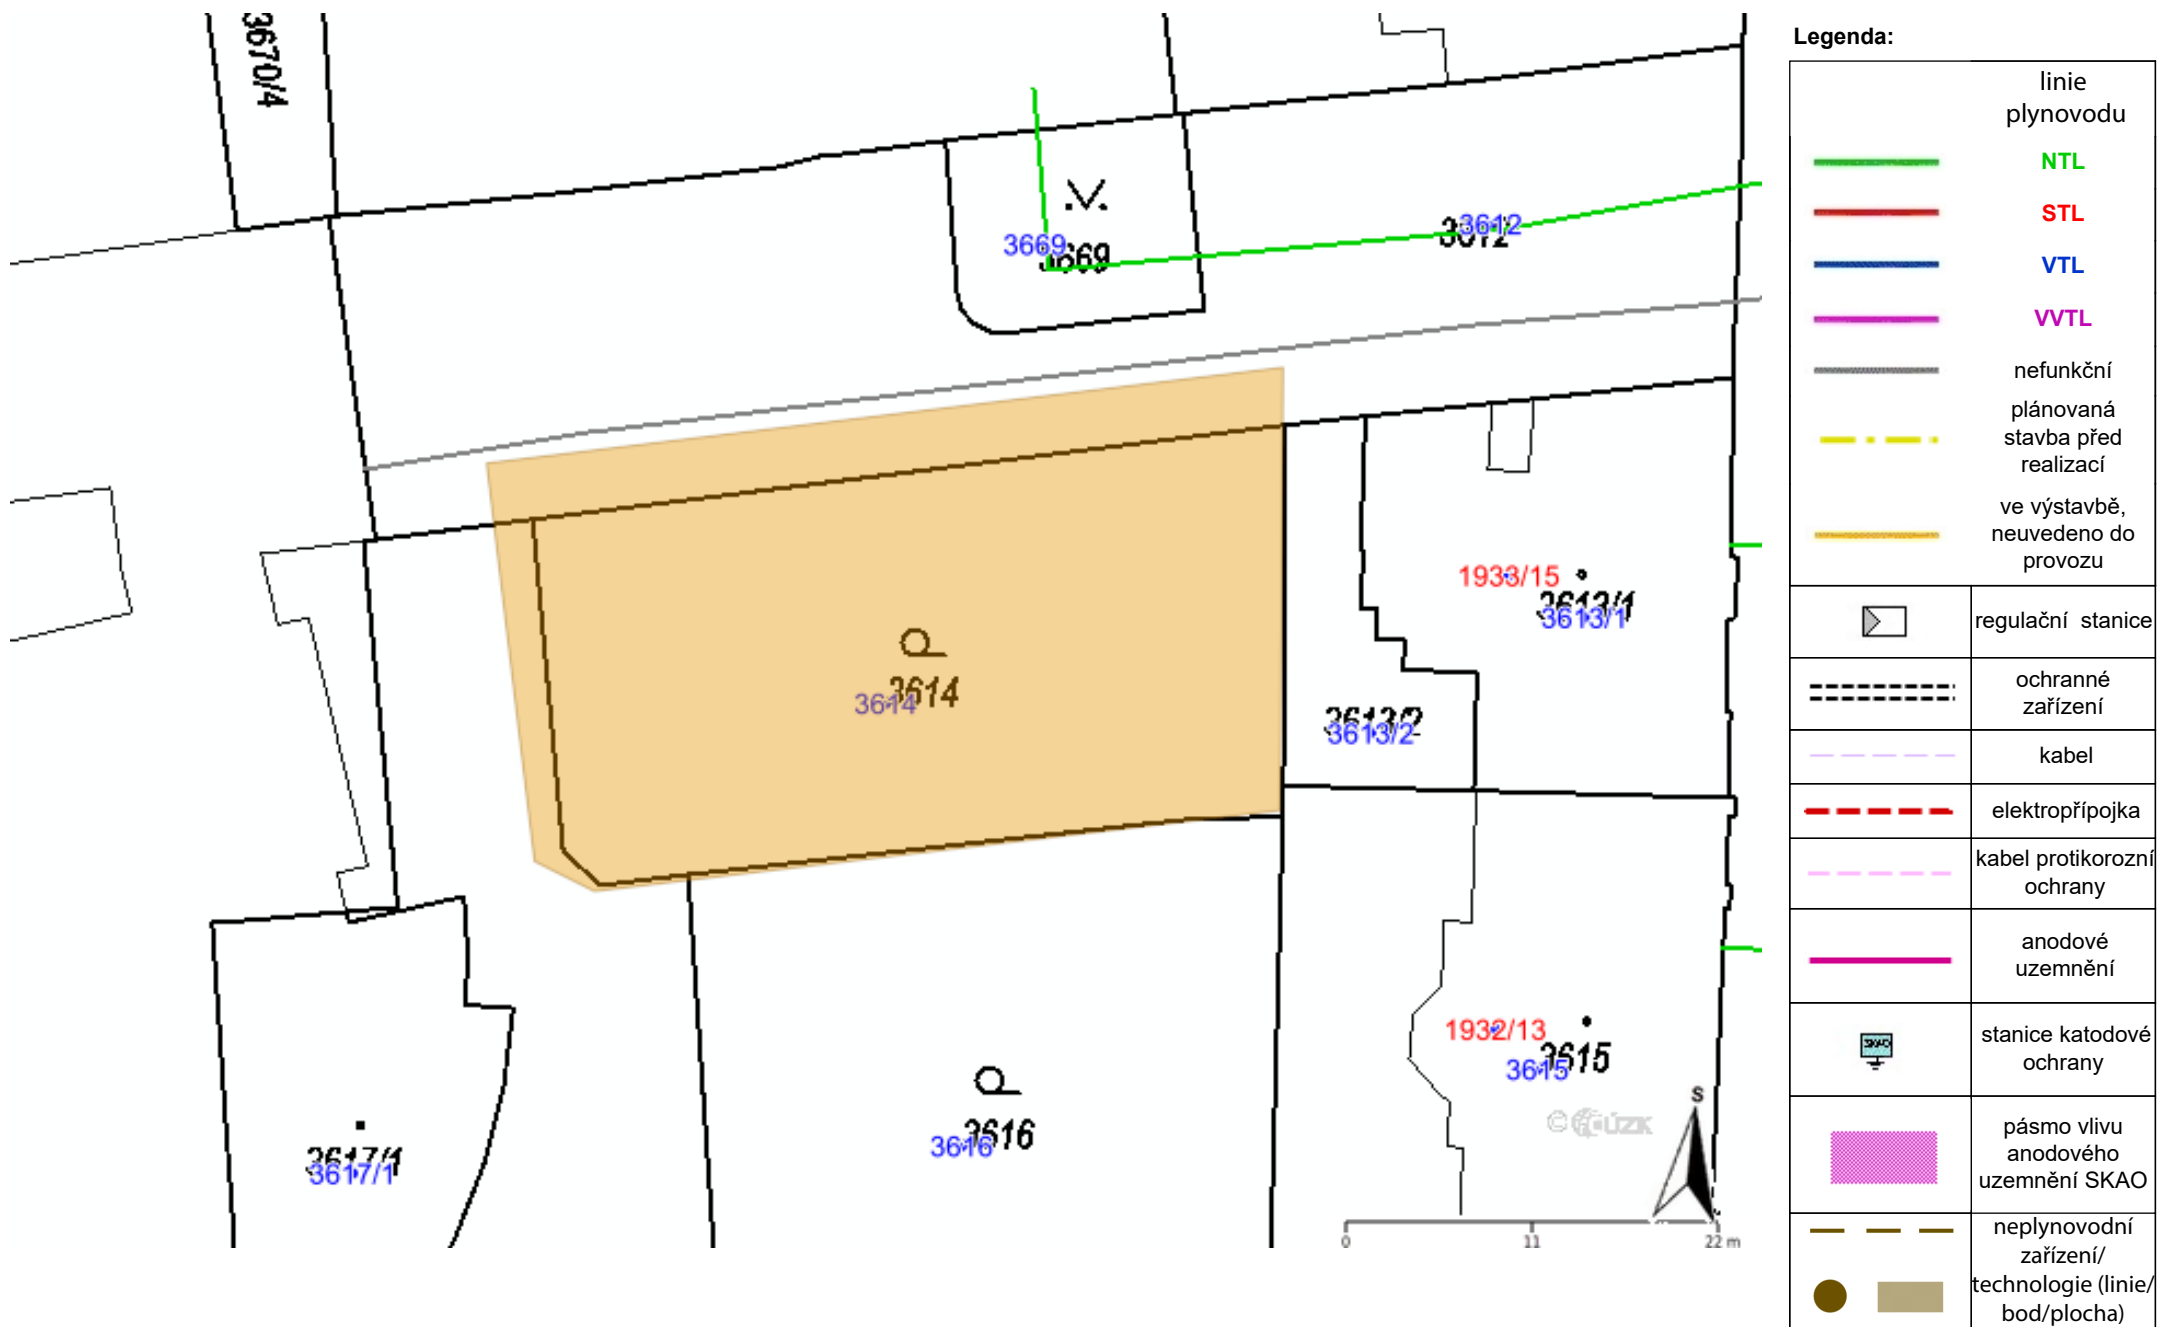 3670/4
3669
3669
3612
3612
1933/15
3613/1
3613/1
3614
3614
3613/2
3613/2
1932/13
3615
3615
3616
3616
3617/1
3617/1
©ČÚZK
S
0 11 22 m
Legenda:
linie
plynovodu
NTL
STL
VTL
VVTL
nefunkční
plánovaná
stavba před
realizací
ve výstavbě,
neuvedeno do
provozu
regulační stanice
ochranné
zařízení
kabel
elektropřípojka
kabel protikorozní
ochrany
anodové
uzemnění
SKAO
stanice katodové
ochrany
pásmo vlivu
anodového
uzemnění SKAO
neplynovodní
zařízení/
technologie (linie/
bod/plocha)